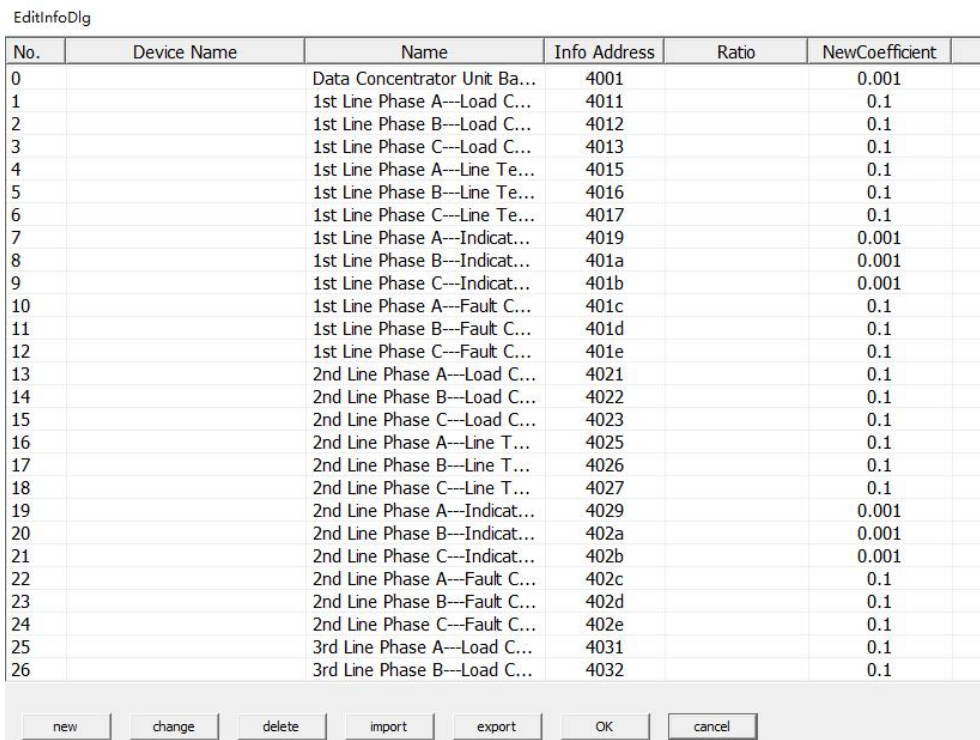 EditInfoDlg
No. Device Name Name Info Address Ratio NewCoefficient
0 Data Concentrator Unit Ba... 4001 0.001
1 1st Line Phase A---Load C... 4011 0.1
2 1st Line Phase B---Load C... 4012 0.1
3 1st Line Phase C---Load C... 4013 0.1
4 1st Line Phase A---Line Te... 4015 0.1
5 1st Line Phase B---Line Te... 4016 0.1
6 1st Line Phase C---Line Te... 4017 0.1
7 1st Line Phase A---Indicat... 4019 0.001
8 1st Line Phase B---Indicat... 401a 0.001
9 1st Line Phase C---Indicat... 401b 0.001
10 1st Line Phase A---Fault C... 401c 0.1
11 1st Line Phase B---Fault C... 401d 0.1
12 1st Line Phase C---Fault C... 401e 0.1
13 2nd Line Phase A---Load C... 4021 0.1
14 2nd Line Phase B---Load C... 4022 0.1
15 2nd Line Phase C---Load C... 4023 0.1
16 2nd Line Phase A---Line T... 4025 0.1
17 2nd Line Phase B---Line T... 4026 0.1
18 2nd Line Phase C---Line T... 4027 0.1
19 2nd Line Phase A---Indicat... 4029 0.001
20 2nd Line Phase B---Indicat... 402a 0.001
21 2nd Line Phase C---Indicat... 402b 0.001
22 2nd Line Phase A---Fault C... 402c 0.1
23 2nd Line Phase B---Fault C... 402d 0.1
24 2nd Line Phase C---Fault C... 402e 0.1
25 3rd Line Phase A---Load C... 4031 0.1
26 3rd Line Phase B---Load C... 4032 0.1
new change delete import export OK cancel